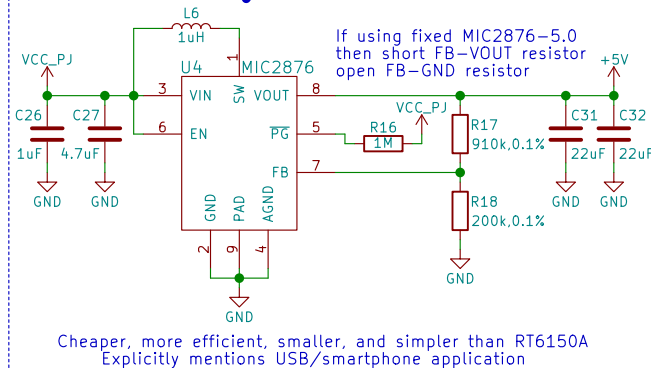 L6
1uH
If using fixed MIC2876-5.0
then short FB-VOUT resistor
open FB-GND resistor
VCC_PJ
+5V
U4
MIC2876
1
SW
3
VIN
VOUT
8
C26
1uF
C27
4.7uF
6
EN
PG
5
R16
1M
VCC_PJ
R17
910k,0.1%
C31
22uF
C32
22uF
FB
7
GND
GND
GND
GND
R18
200k,0.1%
GND
PAD
AGND
2
9
4
GND
GND
Cheaper, more efficient, smaller, and simpler than RT6150A
Explicitly mentions USB/smartphone application